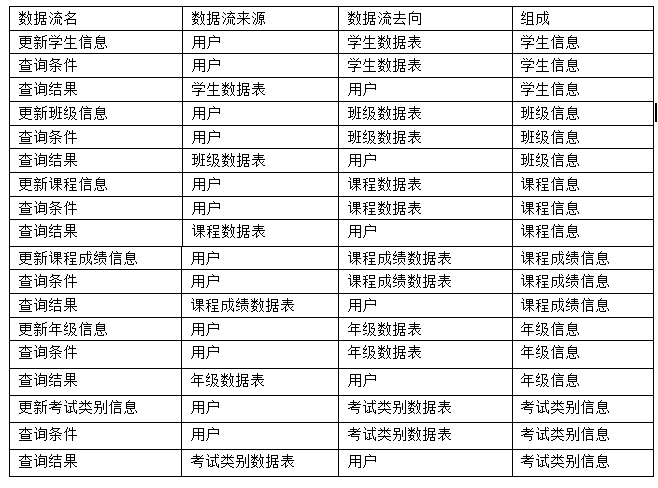 数据流名 数据流来源 数据流去向 组成
更新学生信息 用户 学生数据表 学生信息
查询条件 用户 学生数据表 学生信息
查询结果 学生数据表 用户 学生信息
更新班级信息 用户 班级数据表 班级信息
查询条件 用户 班级数据表 班级信息
查询结果 班级数据表 用户 班级信息
更新课程信息 用户 课程数据表 课程信息
查询条件 用户 课程数据表 课程信息
查询结果 课程数据表 用户 课程信息
更新课程成绩信息 用户 课程成绩数据表 课程成绩信息
查询条件 用户 课程成绩数据表 课程成绩信息
查询结果 课程成绩数据表 用户 课程成绩信息
更新年级信息 用户 年级数据表 年级信息
查询条件 用户 年级数据表 年级信息
查询结果 年级数据表 用户 年级信息
更新考试类别信息 用户 考试类别数据表 考试类别信息
查询条件 用户 考试类别数据表 考试类别信息
查询结果 考试类别数据表 用户 考试类别信息